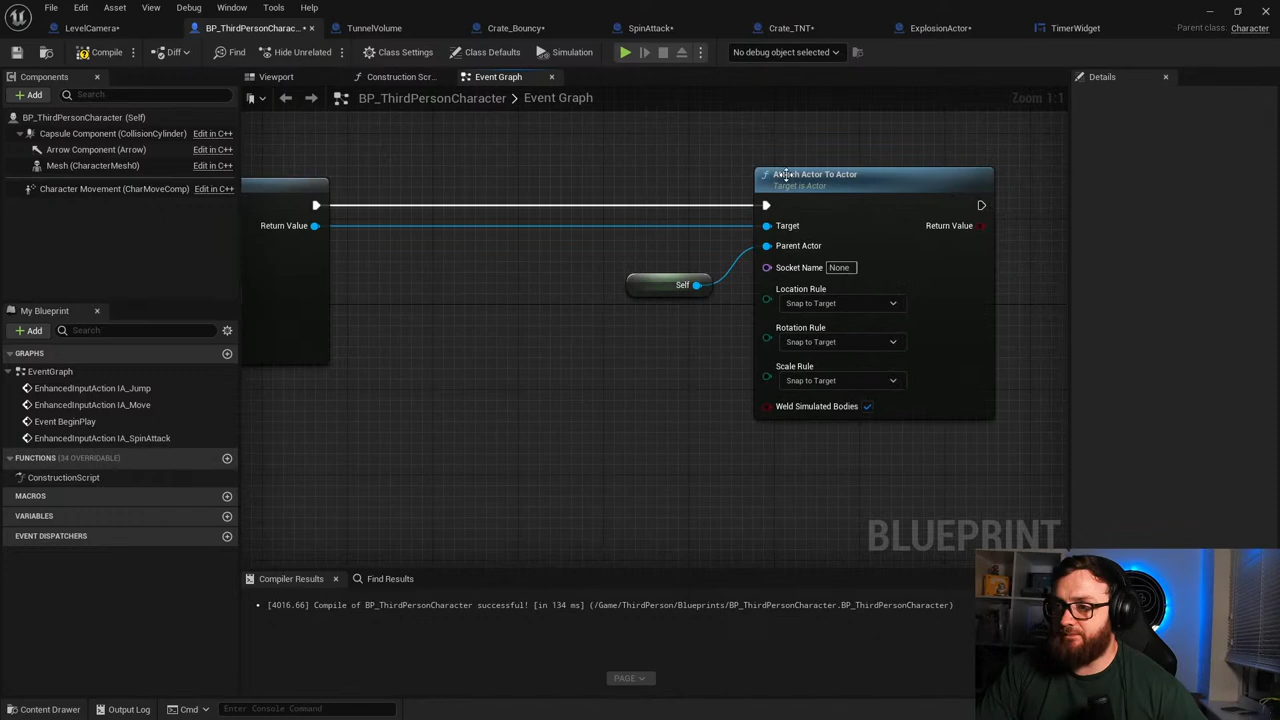 File Edit Asset View Debug Window Tools Help
LevelCamera* BP_ThirdPersonCharac...* TunnelVolume Crate_Bouncy* SpinAttack* Crate_TNT* ExplosionActor* TimerWidget Parent class: Character
Compile Diff Find Hide Unrelated Class Settings Class Defaults Simulation No debug object selected
Components Viewport Construction Scr... Event Graph Details
Add Search BP_ThirdPersonCharacter > Event Graph Zoom 1:1
BP_ThirdPersonCharacter (Self)
Capsule Component (CollisionCylinder) Edit in C++
Arrow Component (Arrow) Edit in C++
Mesh (CharacterMesh0) Edit in C++
Character Movement (CharMoveComp) Edit in C++
Return Value
Self
Attach Actor To Actor
Target is Actor
Target Return Value
Parent Actor
Socket Name None
Location Rule
Snap to Target
Rotation Rule
Snap to Target
Scale Rule
Snap to Target
Weld Simulated Bodies
My Blueprint
Add Search
GRAPHS
EventGraph
EnhancedInputAction IA_Jump
EnhancedInputAction IA_Move
Event BeginPlay
EnhancedInputAction IA_SpinAttack
FUNCTIONS (34 OVERRIDABLE)
ConstructionScript
MACROS
VARIABLES
EVENT DISPATCHERS
BLUEPRINT
Compiler Results Find Results
[4016.66] Compile of BP_ThirdPersonCharacter successful! [in 134 ms] (/Game/ThirdPerson/Blueprints/BP_ThirdPersonCharacter.BP_ThirdPersonCharacter)
PAGE
Content Drawer Output Log Cmd Enter Console Command